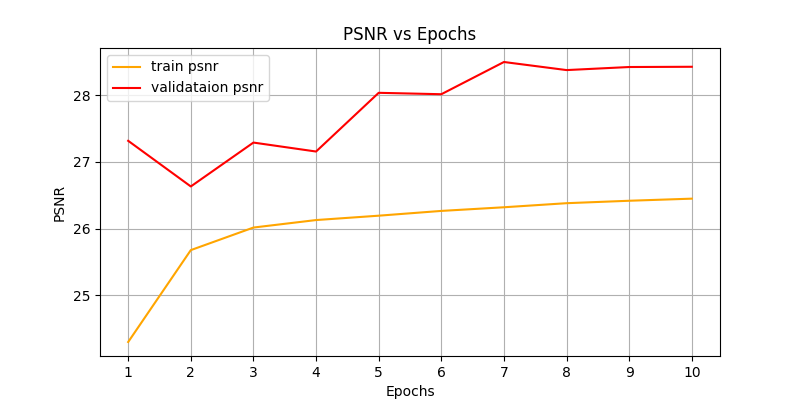 PSNR vs Epochs
train psnr
validataion psnr
28
27
26
25
PSNR
1 2 3 4 5 6 7 8 9 10
Epochs